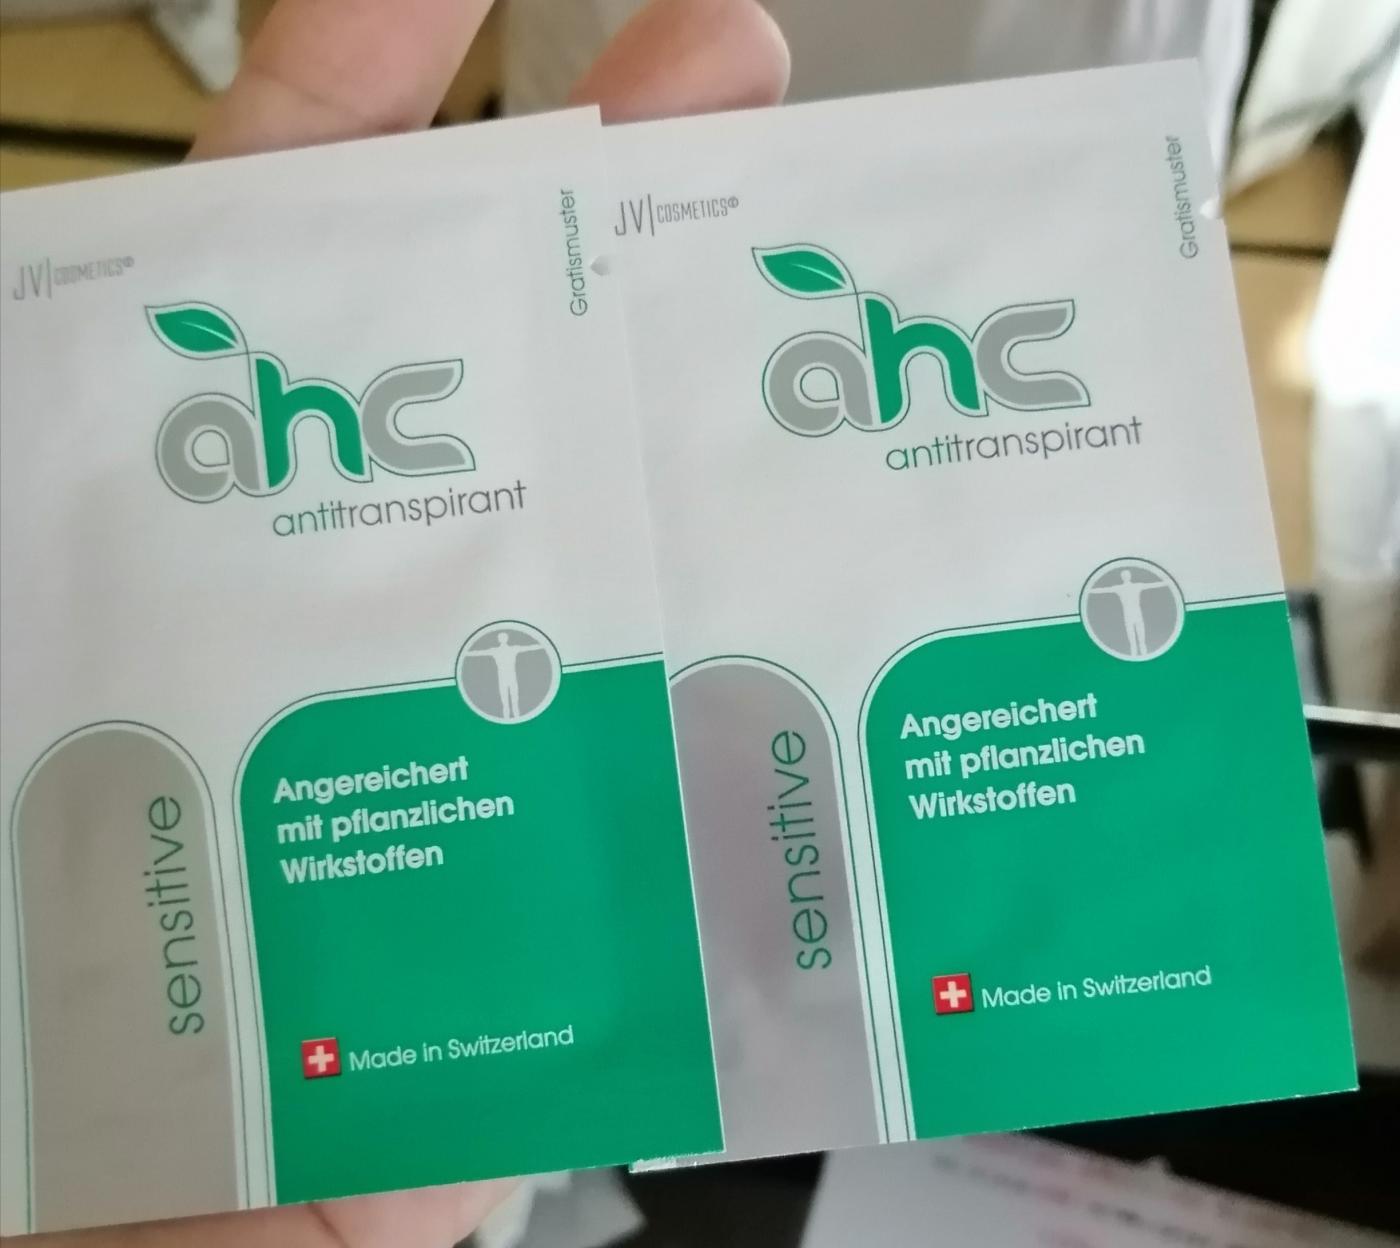 JV|COSMETICS®
Gratismuster
ahc
antitranspirant
sensitive
Angereichert
mit pflanzlichen
Wirkstoffen
Made in Switzerland
JV|COSMETICS®
Gratismuster
ahc
antitranspirant
sensitive
Angereichert
mit pflanzlichen
Wirkstoffen
Made in Switzerland